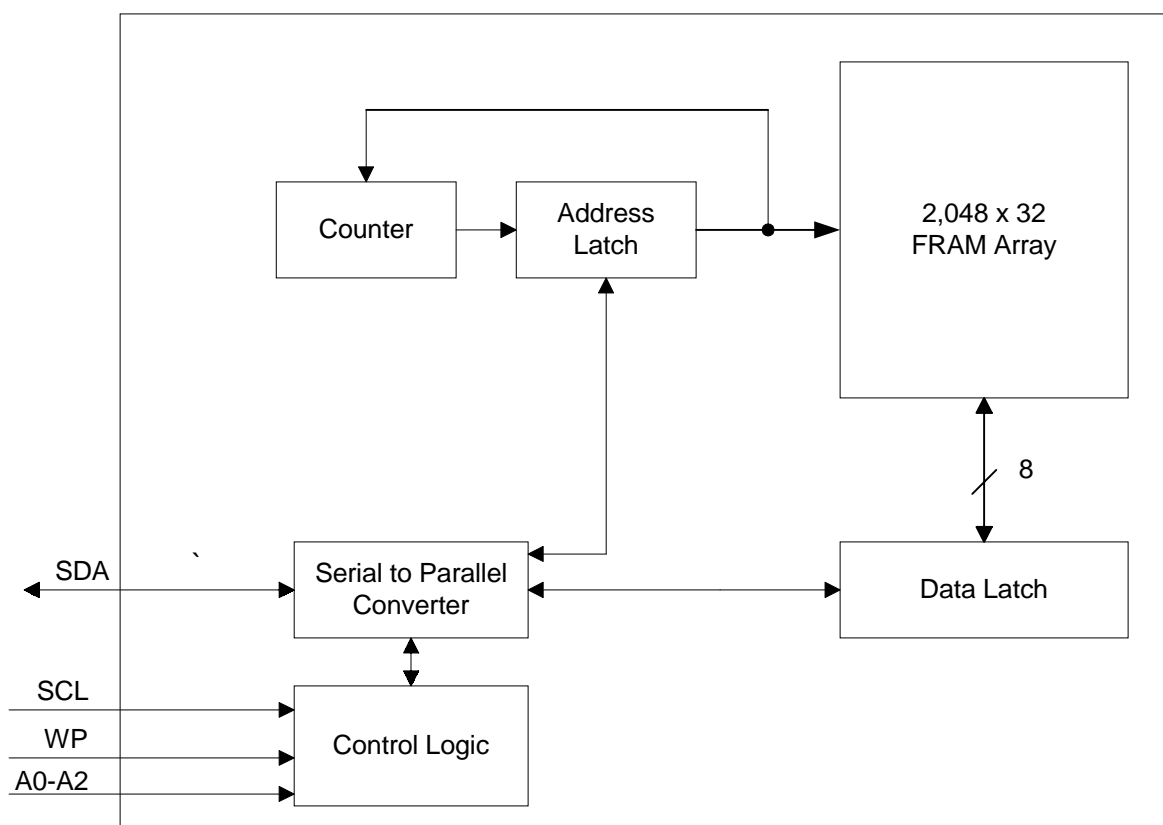 Counter
Address
Latch
2,048 x 32
FRAM Array
8
SDA
`
Serial to Parallel
Converter
Data Latch
SCL
WP
A0-A2
Control Logic